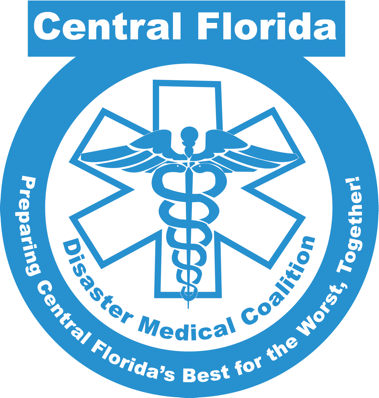 Central Florida
Disaster Medical Coalition
Preparing Central Florida's Best for the Worst, Together!